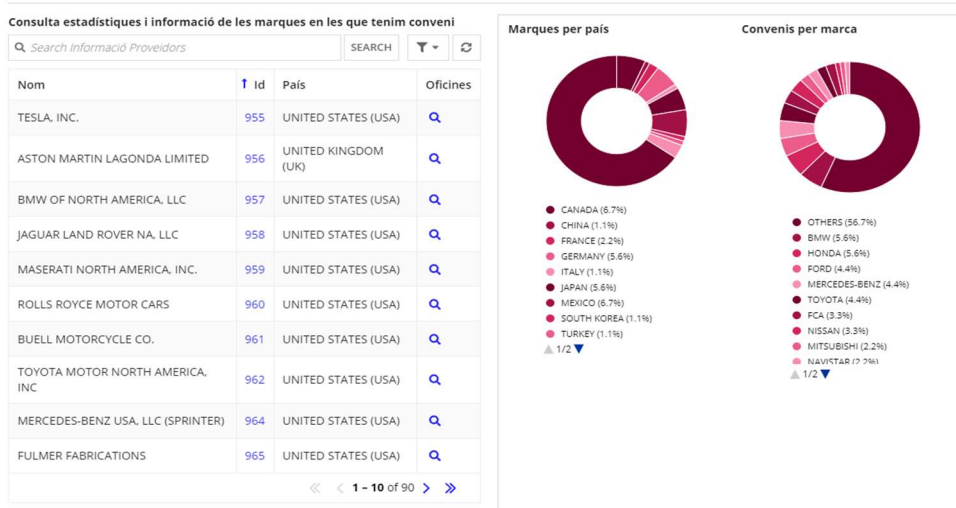 Consulta estadístiques i informació de les marques en les que tenim conveni
Search Informació Proveidors
SEARCH
Nom Id País Oficines
TESLA, INC. 955 UNITED STATES (USA)
ASTON MARTIN LAGONDA LIMITED 956 UNITED KINGDOM
(UK)
BMW OF NORTH AMERICA, LLC 957 UNITED STATES (USA)
JAGUAR LAND ROVER NA, LLC 958 UNITED STATES (USA)
MASERATI NORTH AMERICA, INC. 959 UNITED STATES (USA)
ROLLS ROYCE MOTOR CARS 960 UNITED STATES (USA)
BUELL MOTORCYCLE CO. 961 UNITED STATES (USA)
TOYOTA MOTOR NORTH AMERICA,
INC 962 UNITED STATES (USA)
MERCEDES-BENZ USA, LLC (SPRINTER) 964 UNITED STATES (USA)
FULMER FABRICATIONS 965 UNITED STATES (USA)
1 – 10 of 90
Marques per país
CANADA (6.7%)
CHINA (1.1%)
FRANCE (2.2%)
GERMANY (5.6%)
ITALY (1.1%)
JAPAN (5.6%)
MEXICO (6.7%)
SOUTH KOREA (1.1%)
TURKEY (1.1%)
1/2
Convenis per marca
OTHERS (56.7%)
BMW (5.6%)
HONDA (5.6%)
FORD (4.4%)
MERCEDES-BENZ (4.4%)
TOYOTA (4.4%)
FCA (3.3%)
NISSAN (3.3%)
MITSUBISHI (2.2%)
NAVISTAR (2.2%)
1/2